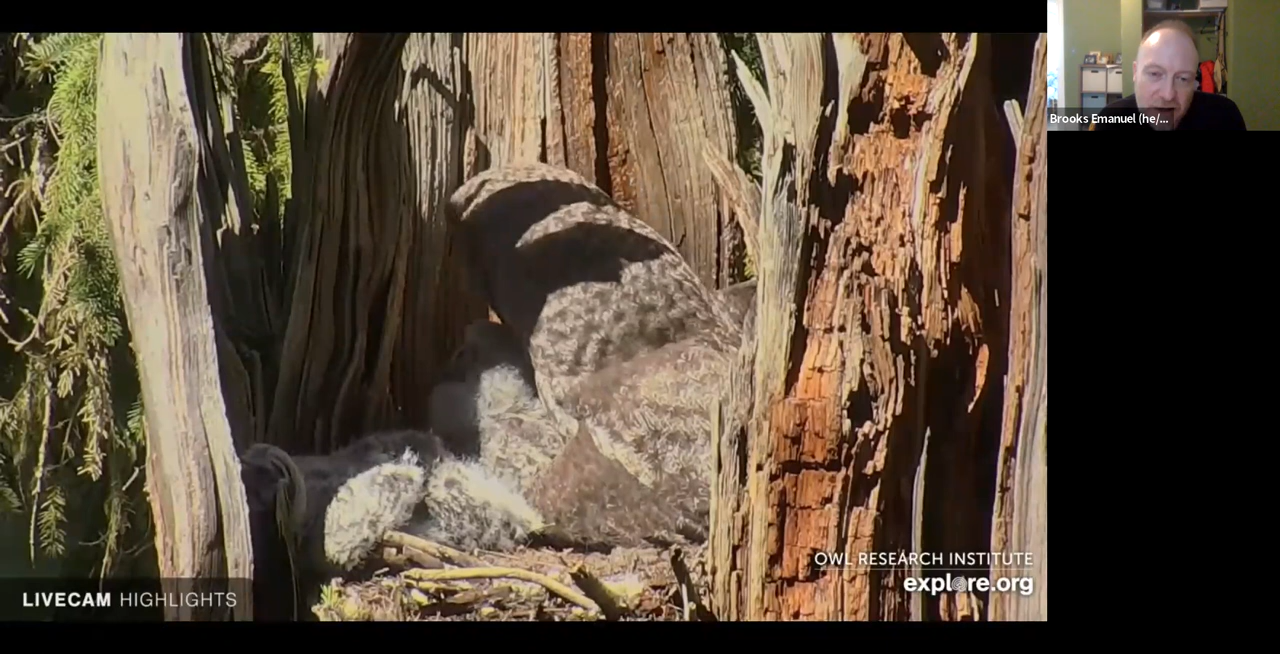 Brooks Emanuel (he/...
OWL RESEARCH INSTITUTE
explore.org
LIVECAM HIGHLIGHTS